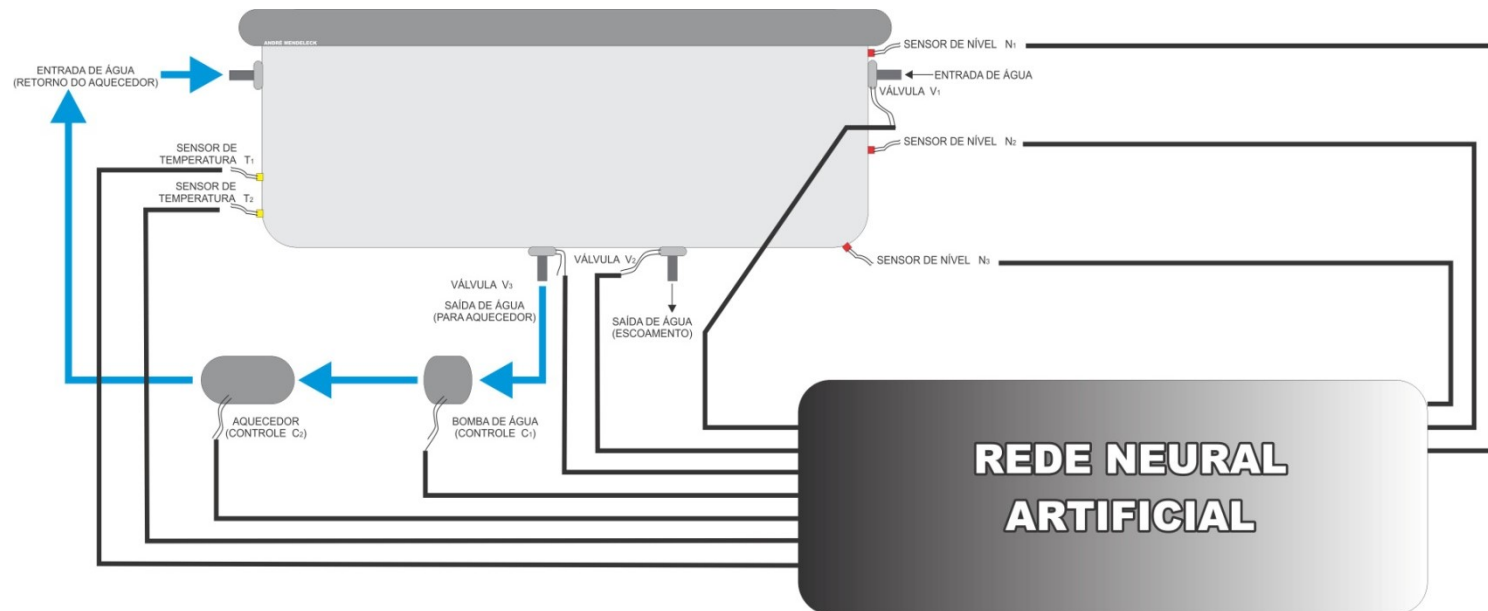 ANDRÉ MENDELECK
SENSOR DE NÍVEL N1
ENTRADA DE ÁGUA
(RETORNO DO AQUECEDOR)
ENTRADA DE ÁGUA
VÁLVULA V1
SENSOR DE NÍVEL N2
SENSOR DE
TEMPERATURA T1
SENSOR DE
TEMPERATURA T2
SENSOR DE NÍVEL N3
VÁLVULA V2
VÁLVULA V3
SAÍDA DE ÁGUA
(PARA AQUECEDOR)
SAÍDA DE ÁGUA
(ESCOAMENTO)
AQUECEDOR
(CONTROLE C2)
BOMBA DE ÁGUA
(CONTROLE C1)
REDE NEURAL
ARTIFICIAL